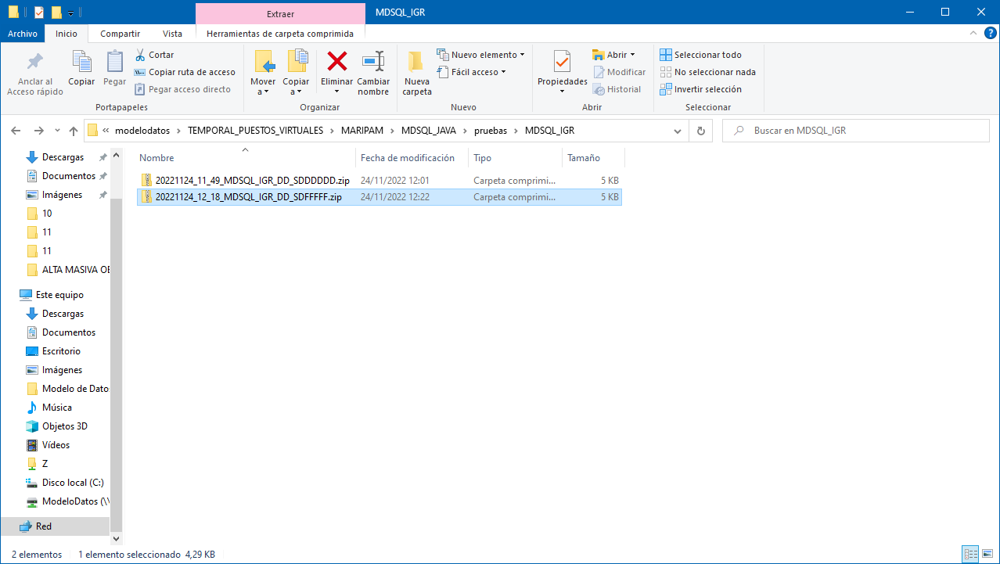 Extraer
MDSQL_IGR
Archivo
Inicio
Compartir
Vista
Herramientas de carpeta comprimida
Anclar al
Acceso rápido
Copiar
Pegar
Cortar
Copiar ruta de acceso
Pegar acceso directo
Portapapeles
Mover
a
Copiar
a
Eliminar
Cambiar
nombre
Organizar
Nueva
carpeta
Nuevo elemento
Fácil acceso
Nuevo
Propiedades
Abrir
Modificar
Historial
Abrir
Seleccionar todo
No seleccionar nada
Invertir selección
Seleccionar
« modelodatos › TEMPORAL_PUESTOS_VIRTUALES › MARIPAM › MDSQL_JAVA › pruebas › MDSQL_IGR
Buscar en MDSQL_IGR
Descargas
Documentos
Imágenes
10
11
11
ALTA MASIVA OB
Este equipo
Descargas
Documentos
Escritorio
Imágenes
Modelo de Dato
Música
Objetos 3D
Vídeos
Z
Disco local (C:)
ModeloDatos (\\
Red
Nombre Fecha de modificación Tipo Tamaño
20221124_11_49_MDSQL_IGR_DD_SDDDDDD.zip 24/11/2022 12:01 Carpeta comprimi... 5 KB
20221124_12_18_MDSQL_IGR_DD_SDFFFFF.zip 24/11/2022 12:22 Carpeta comprimi... 5 KB
2 elementos 1 elemento seleccionado 4,29 KB